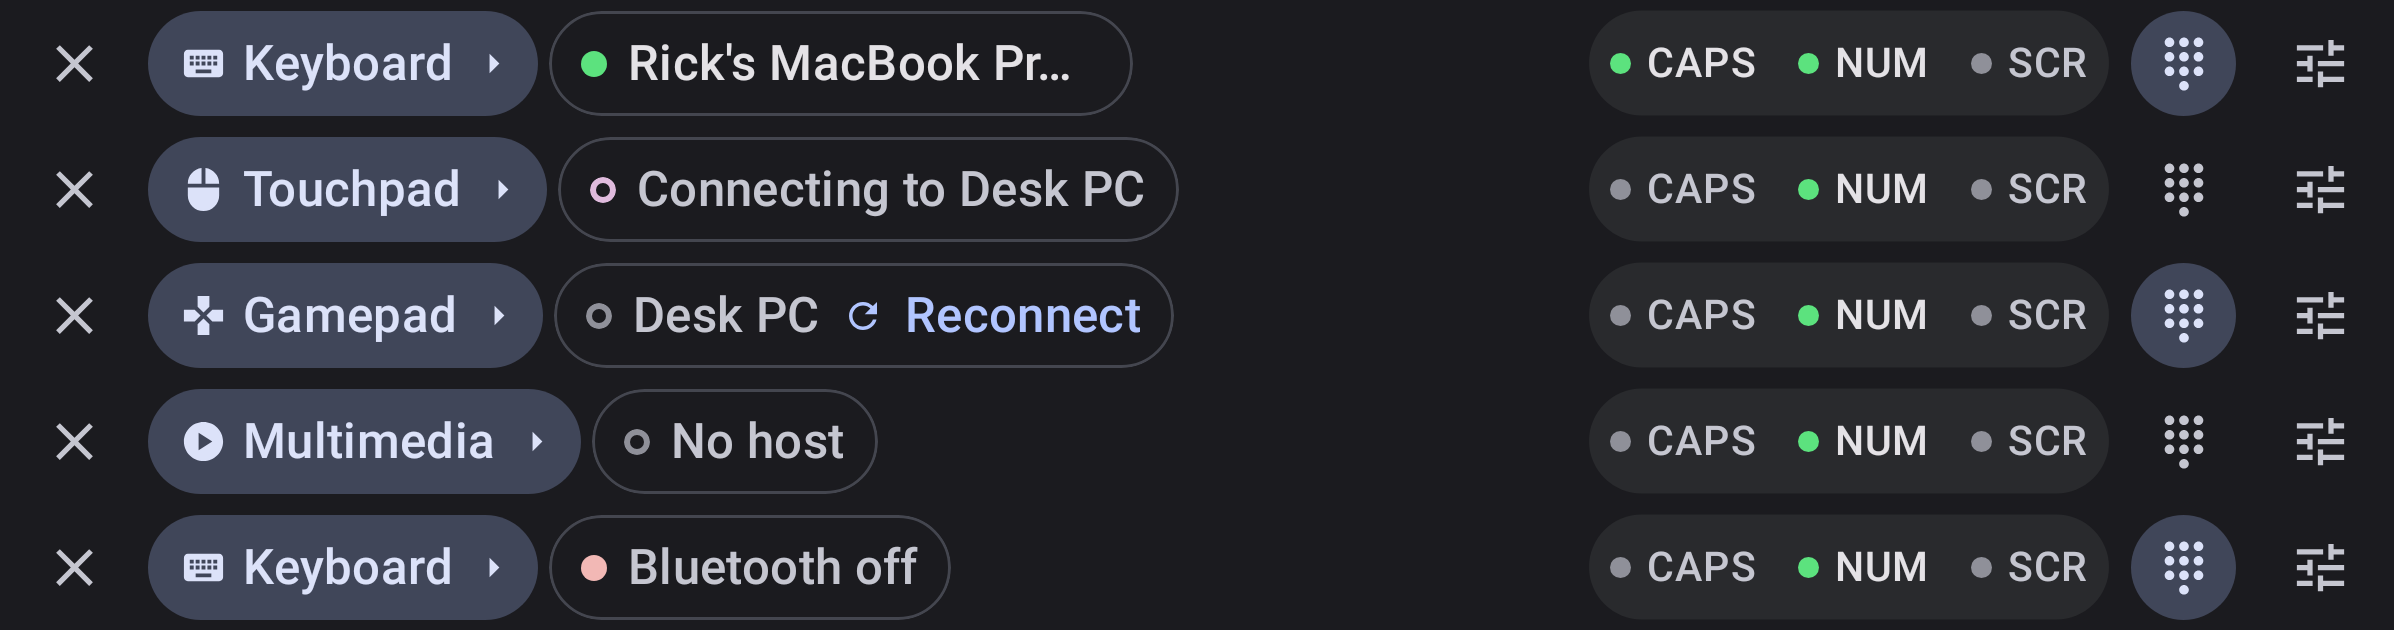 Keyboard Rick's MacBook Pr... CAPS NUM SCR
Touchpad Connecting to Desk PC CAPS NUM SCR
Gamepad Desk PC Reconnect CAPS NUM SCR
Multimedia No host CAPS NUM SCR
Keyboard Bluetooth off CAPS NUM SCR